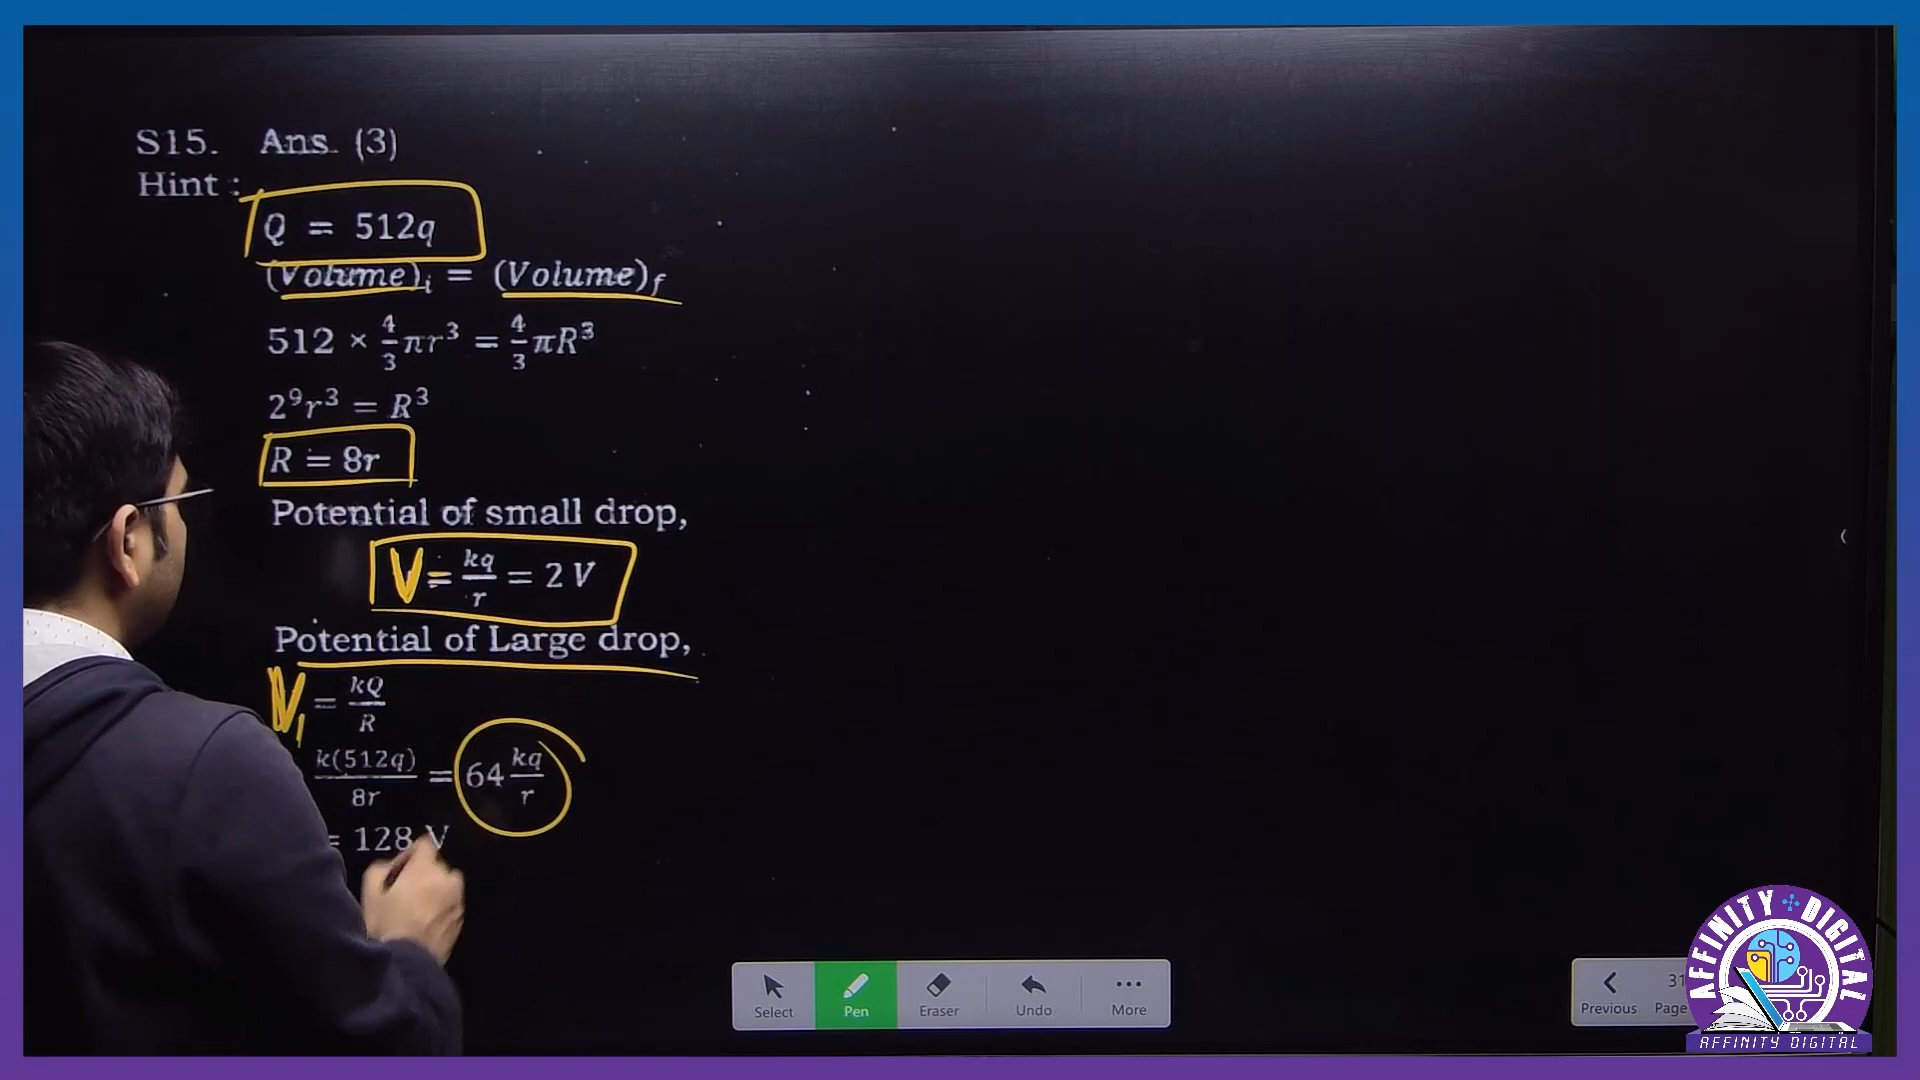 S15. Ans. (3)
Hint :
Q = 512q
(Volume)ᵢ = (Volume)_f
512 × 4/3 πr³ = 4/3 πR³
2⁹r³ = R³
R = 8r
Potential of small drop,
V = kq/r = 2 V
Potential of Large drop,
V₁ = kQ/R
k(512q)/8r = 64 kq/r
= 128 V
Select Pen Eraser Undo More
Previous 31 Page
AFFINITY DIGITAL
AFFINITY DIGITAL